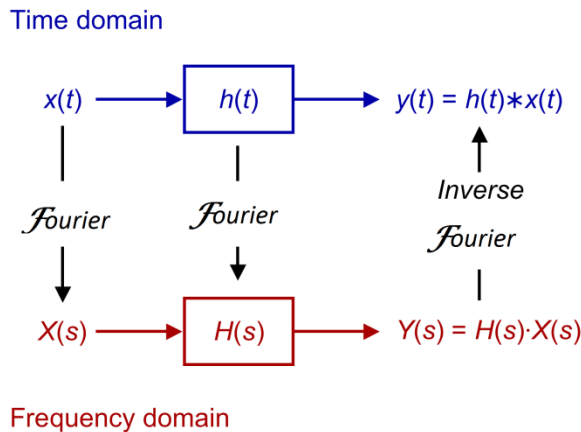 Time domain
x(t)
h(t)
y(t) = h(t)∗x(t)
Fourier
Fourier
Inverse
Fourier
X(s)
H(s)
Y(s) = H(s)·X(s)
Frequency domain